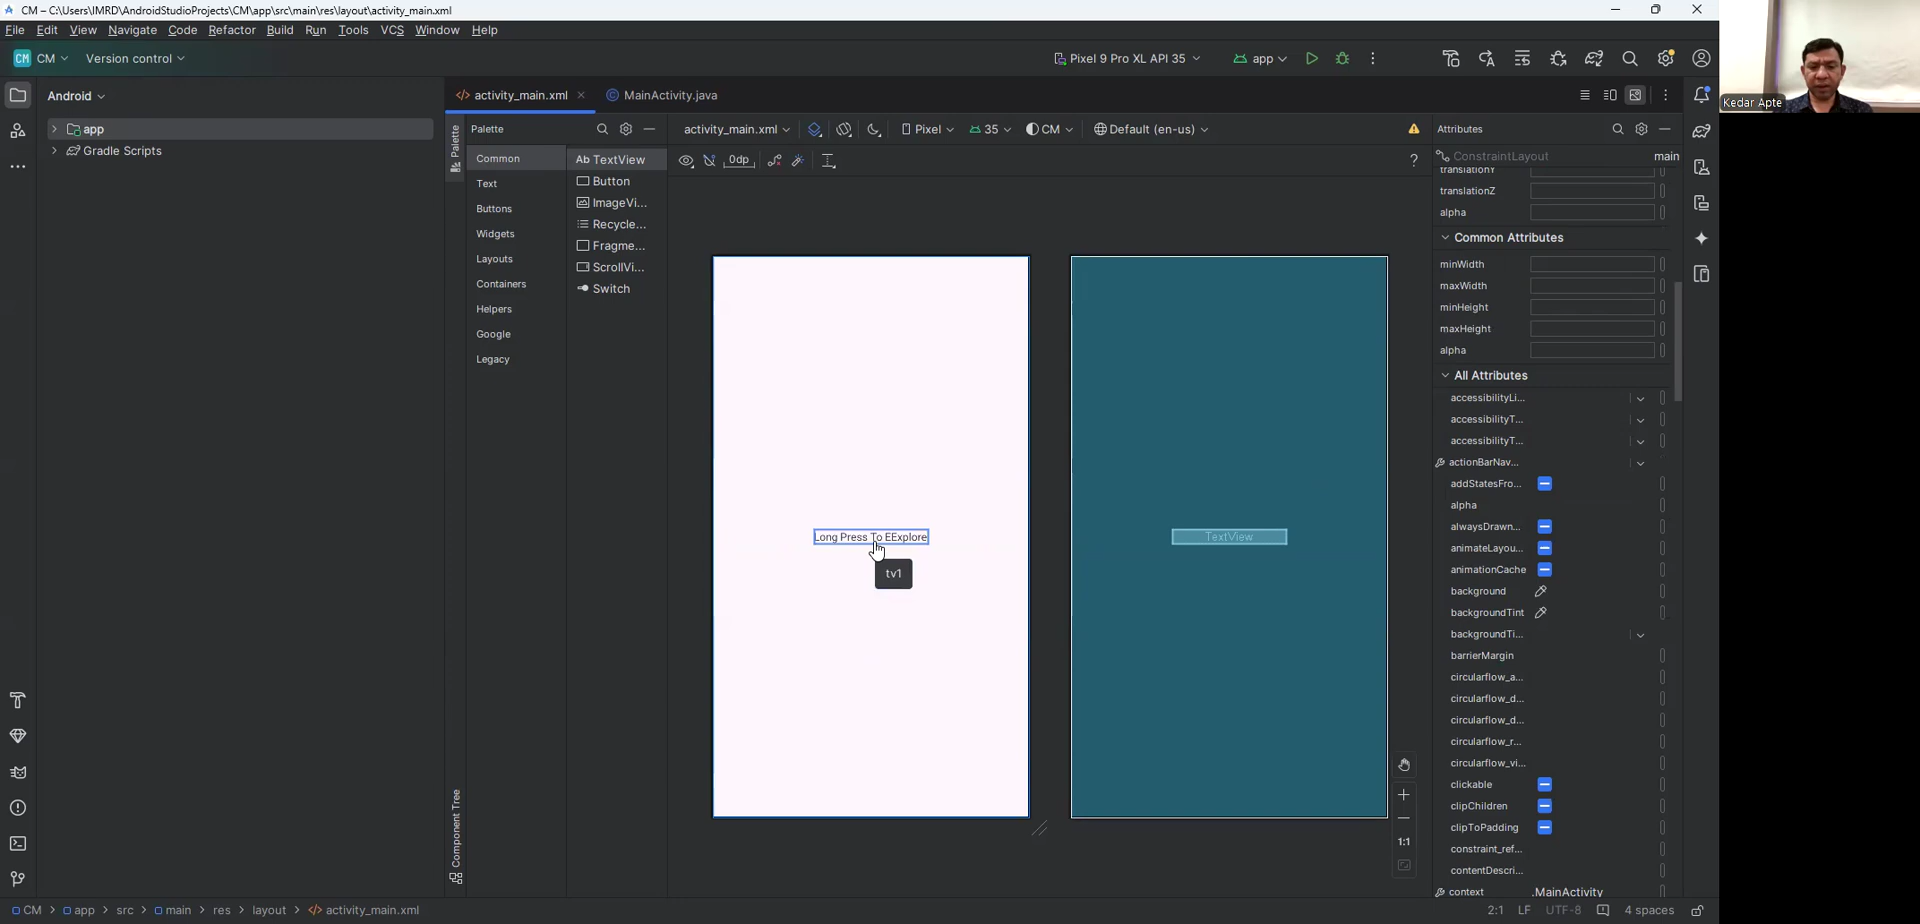 CM – C:\Users\IMRD\AndroidStudioProjects\CM\app\src\main\res\layout\activity_main.xml
File Edit View Navigate Code Refactor Build Run Tools VCS Window Help
CM CM Version control
Pixel 9 Pro XL API 35 app
Kedar Apte
Android
app
Gradle Scripts
activity_main.xml MainActivity.java
Palette
Palette
Common
Text
Buttons
Widgets
Layouts
Containers
Helpers
Google
Legacy
Ab TextView
Button
ImageVi...
Recycle...
Fragme...
ScrollVi...
Switch
Component Tree
activity_main.xml Pixel 35 CM Default (en-us)
0dp ?
Long Press To EExplore
tv1
TextView
1:1
Attributes
ConstraintLayout main
translationY
translationZ
alpha
Common Attributes
minWidth
maxWidth
minHeight
maxHeight
alpha
All Attributes
accessibilityLi...
accessibilityT...
accessibilityT...
actionBarNav...
addStatesFro...
alpha
alwaysDrawn...
animateLayou...
animationCache
background
backgroundTint
backgroundTi...
barrierMargin
circularflow_a...
circularflow_d...
circularflow_d...
circularflow_r...
circularflow_vi...
clickable
clipChildren
clipToPadding
constraint_ref...
contentDescri...
context .MainActivity
CM > app > src > main > res > layout > activity_main.xml
2:1 LF UTF-8 4 spaces